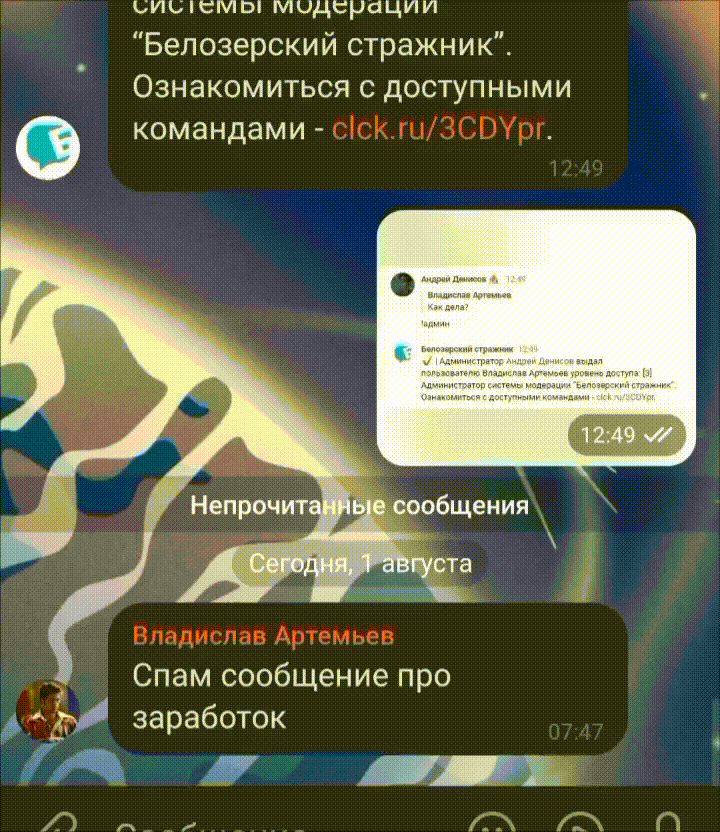 системы модерации
“Белозерский стражник”.
Ознакомиться с доступными
командами - clck.ru/3CDYpr.
12:49
Андрей Денисов 12:49
Владислав Артемьев
Как дела?
!админ
Белозерский стражник 12:49
| Администратор Андрей Денисов выдал
пользователю Владислав Артемьев уровень доступа: [3]
Администратор системы модерации "Белозерский стражник".
Ознакомиться с доступными командами - clck.ru/3CDYpr.
12:49
Непрочитанные сообщения
Сегодня, 1 августа
Владислав Артемьев
Спам сообщение про
заработок
07:47
Сообщение